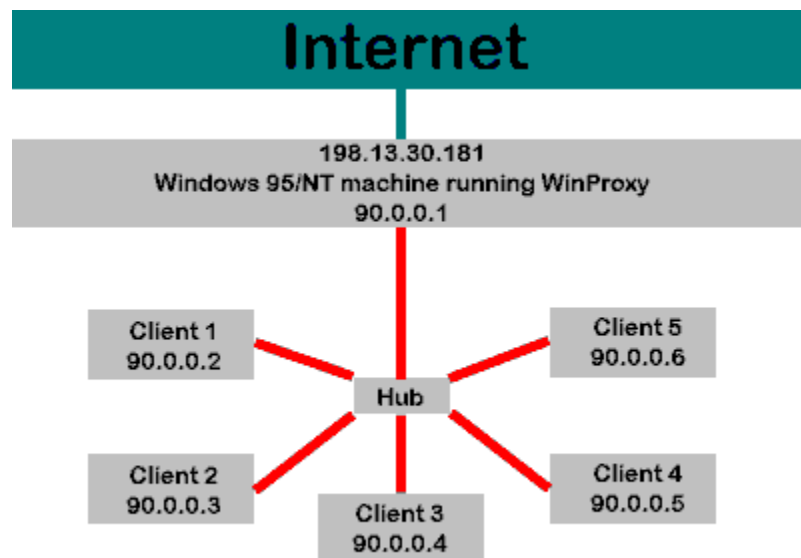 Internet
198.13.30.181
Windows 95/NT machine running WinProxy
90.0.0.1
Client 1
90.0.0.2
Client 5
90.0.0.6
Hub
Client 2
90.0.0.3
Client 3
90.0.0.4
Client 4
90.0.0.5